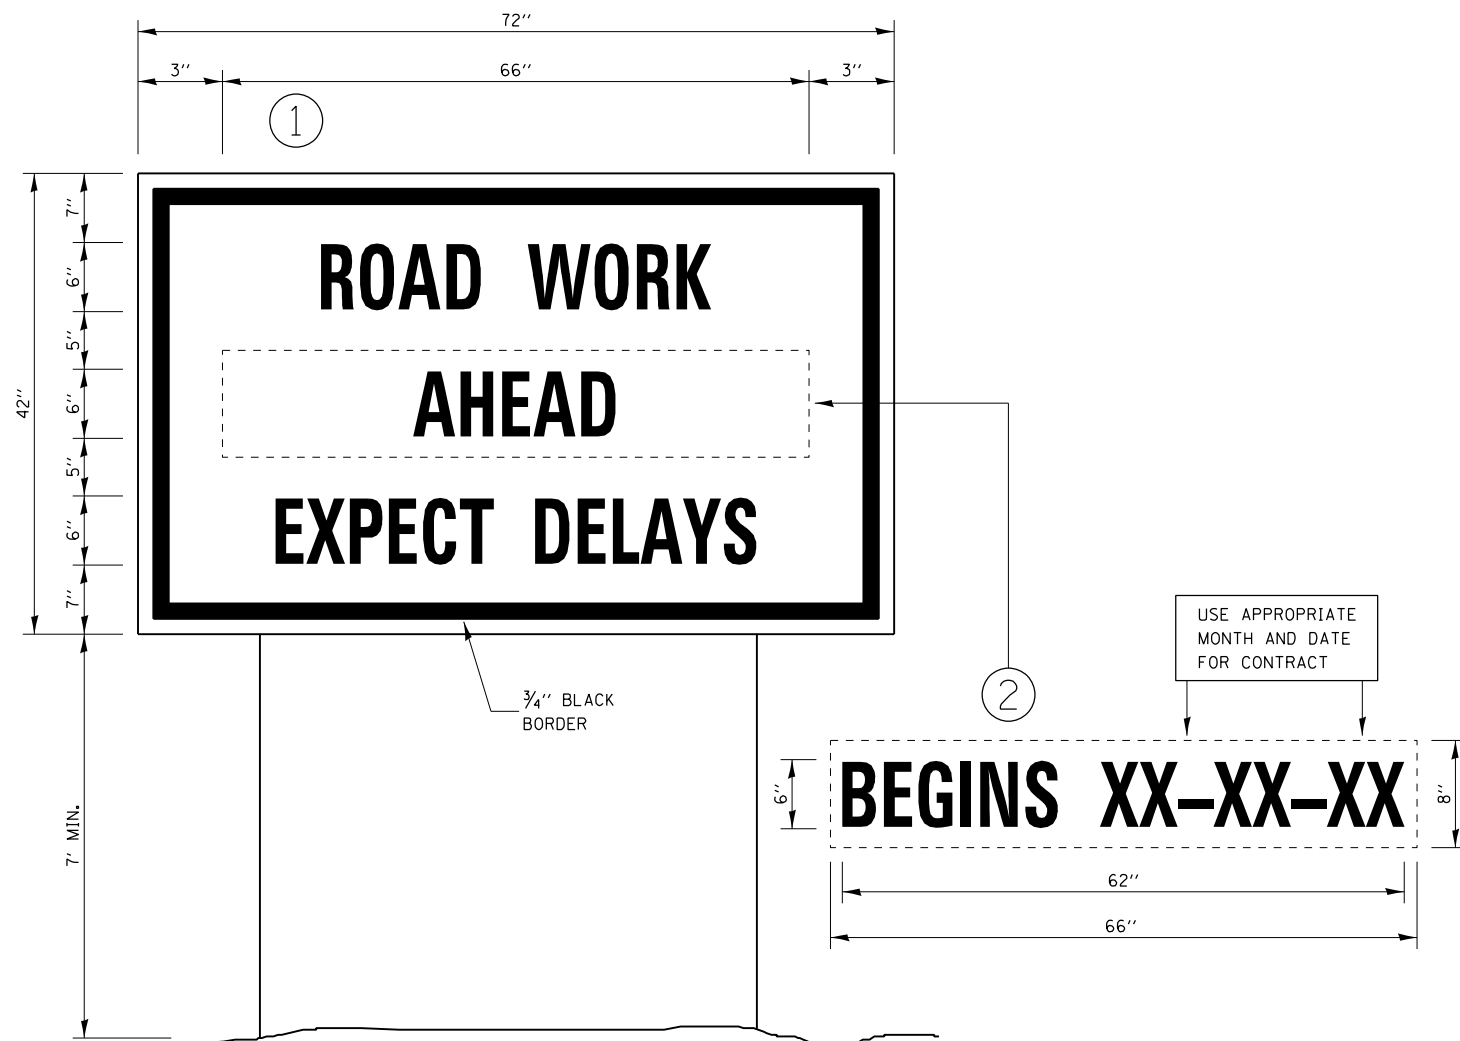 72''
3'' 66'' 3''
1
7''
6''
5''
6''
5''
6''
7''
42''
7' MIN.
ROAD WORK
AHEAD
EXPECT DELAYS
3/4'' BLACK
BORDER
2
USE APPROPRIATE
MONTH AND DATE
FOR CONTRACT
6''
BEGINS XX-XX-XX
8''
62''
66''